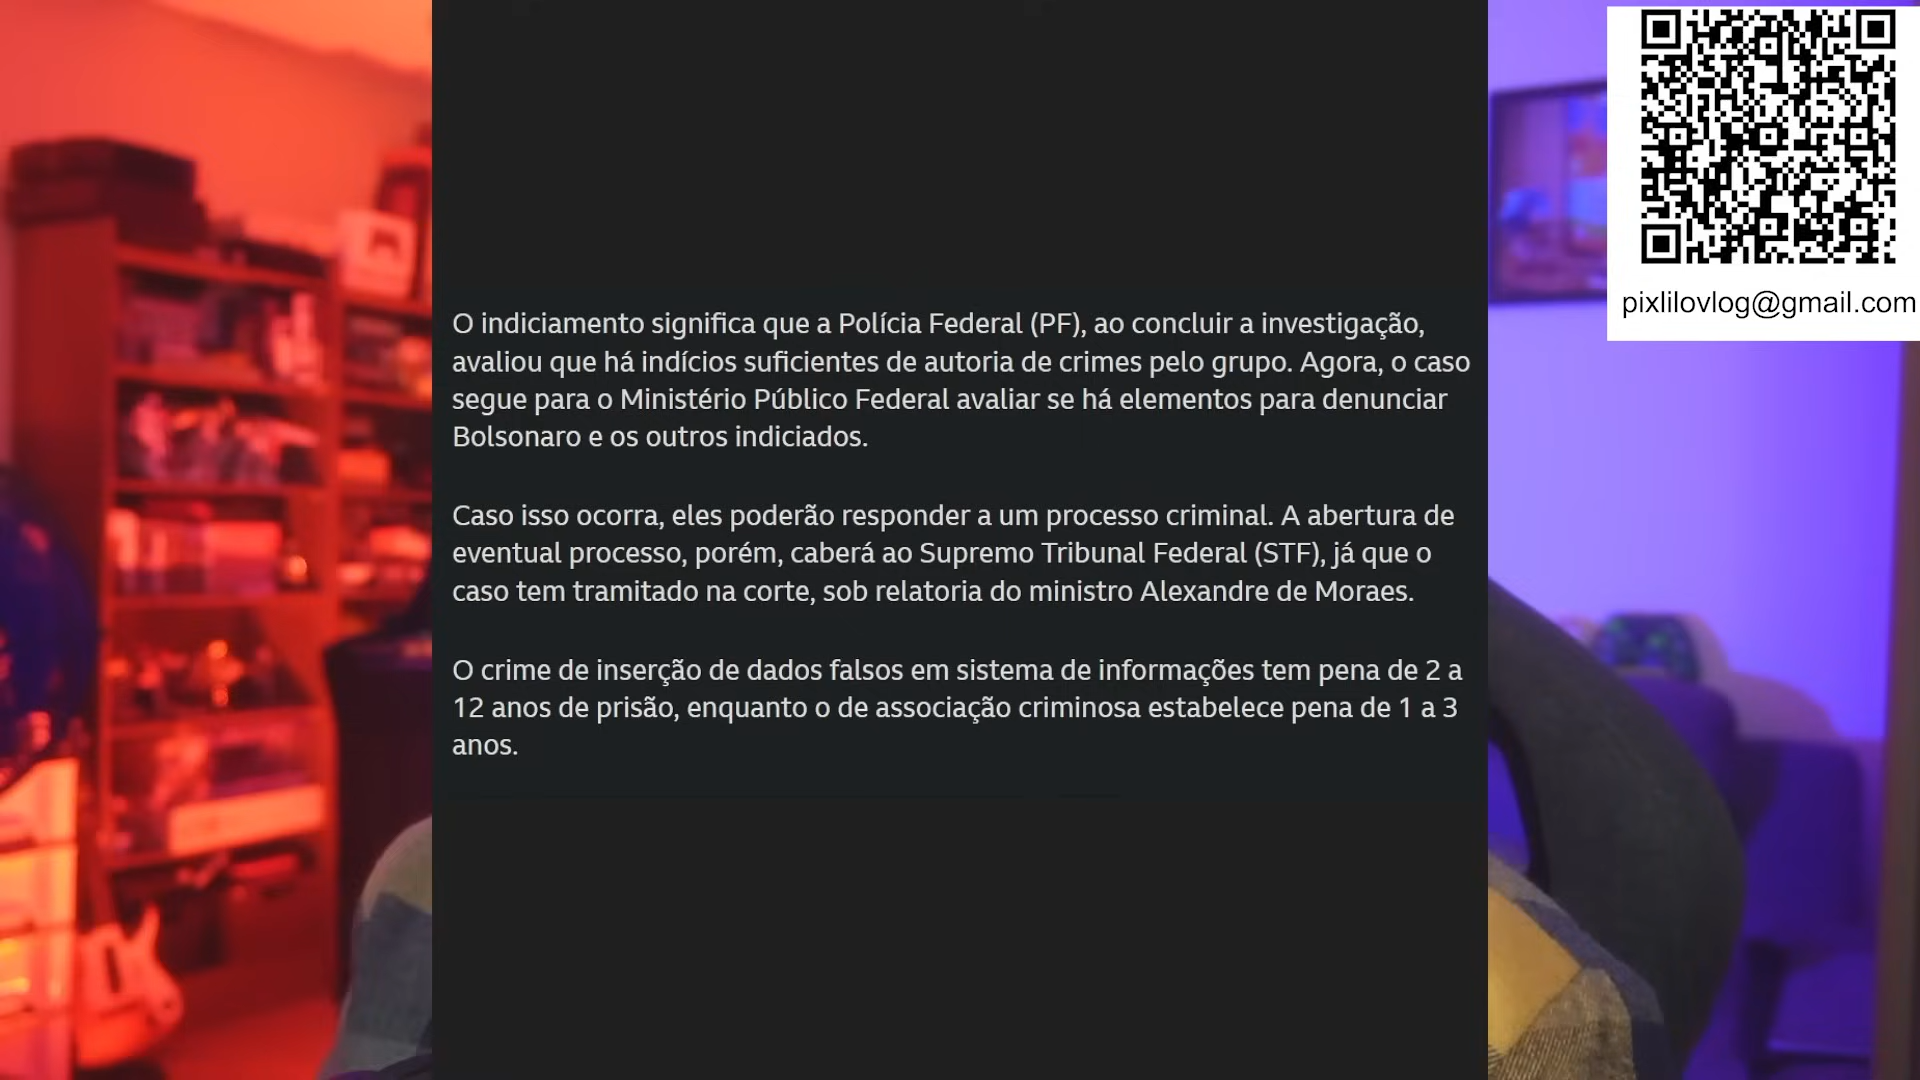 O indiciamento significa que a Polícia Federal (PF), ao concluir a investigação,
avaliou que há indícios suficientes de autoria de crimes pelo grupo. Agora, o caso
segue para o Ministério Público Federal avaliar se há elementos para denunciar
Bolsonaro e os outros indiciados.
Caso isso ocorra, eles poderão responder a um processo criminal. A abertura de
eventual processo, porém, caberá ao Supremo Tribunal Federal (STF), já que o
caso tem tramitado na corte, sob relatoria do ministro Alexandre de Moraes.
O crime de inserção de dados falsos em sistema de informações tem pena de 2 a
12 anos de prisão, enquanto o de associação criminosa estabelece pena de 1 a 3
anos.
pixlilovlog@gmail.com